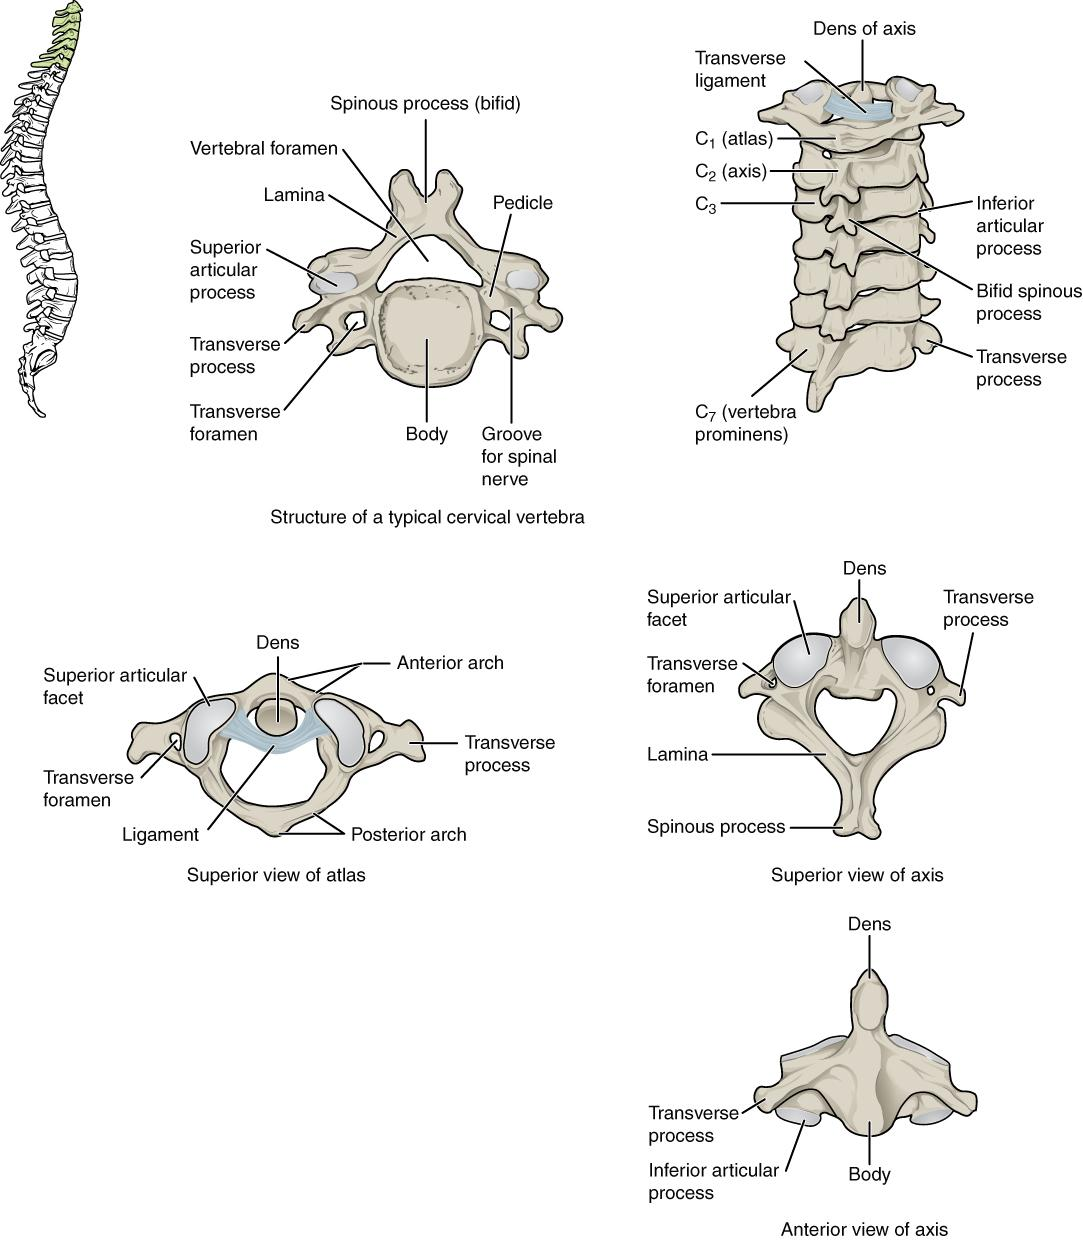 Spinous process (bifid)
Vertebral foramen
Lamina
Pedicle
Superior
articular
process
Transverse
process
Transverse
foramen
Body
Groove
for spinal
nerve
Structure of a typical cervical vertebra
Dens of axis
Transverse
ligament
C₁ (atlas)
C₂ (axis)
C₃
Inferior
articular
process
Bifid spinous
process
Transverse
process
C₇ (vertebra
prominens)
Dens
Anterior arch
Superior articular
facet
Transverse
process
Transverse
foramen
Ligament
Posterior arch
Superior view of atlas
Dens
Superior articular
facet
Transverse
process
Transverse
foramen
Lamina
Spinous process
Superior view of axis
Dens
Transverse
process
Inferior articular
process
Body
Anterior view of axis